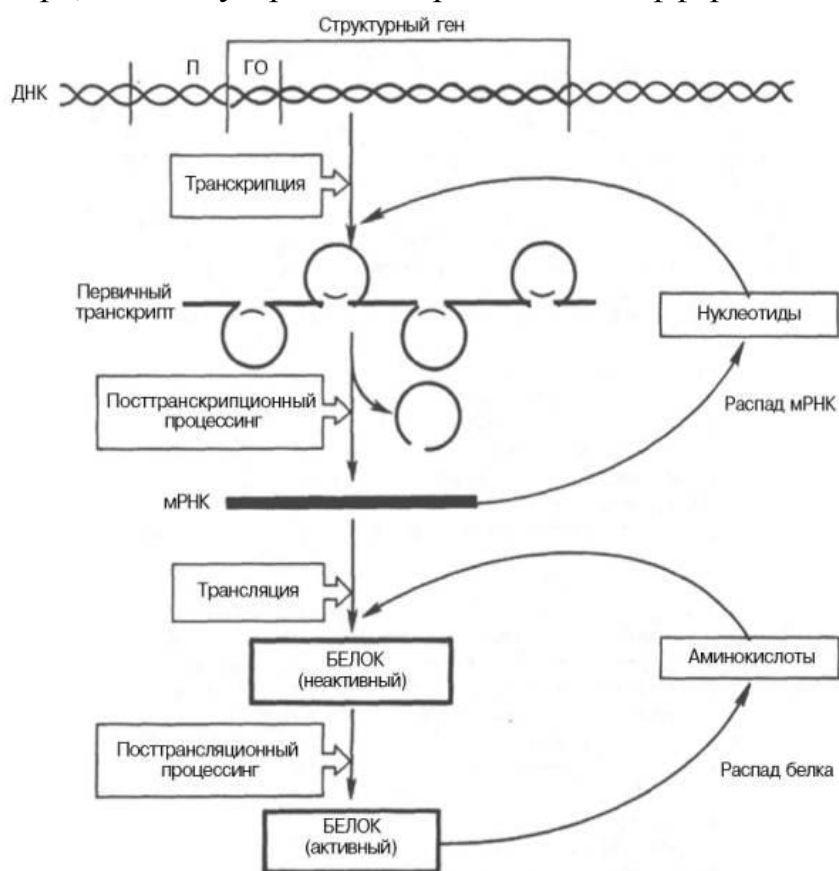 Структурный ген
П ГО
ДНК
Транскрипция
Первичный
транскрипт
Нуклеотиды
Посттранскрипционный
процессинг
Распад мРНК
мРНК
Трансляция
БЕЛОК
(неактивный)
Аминокислоты
Посттрансляционный
процессинг
Распад белка
БЕЛОК
(активный)